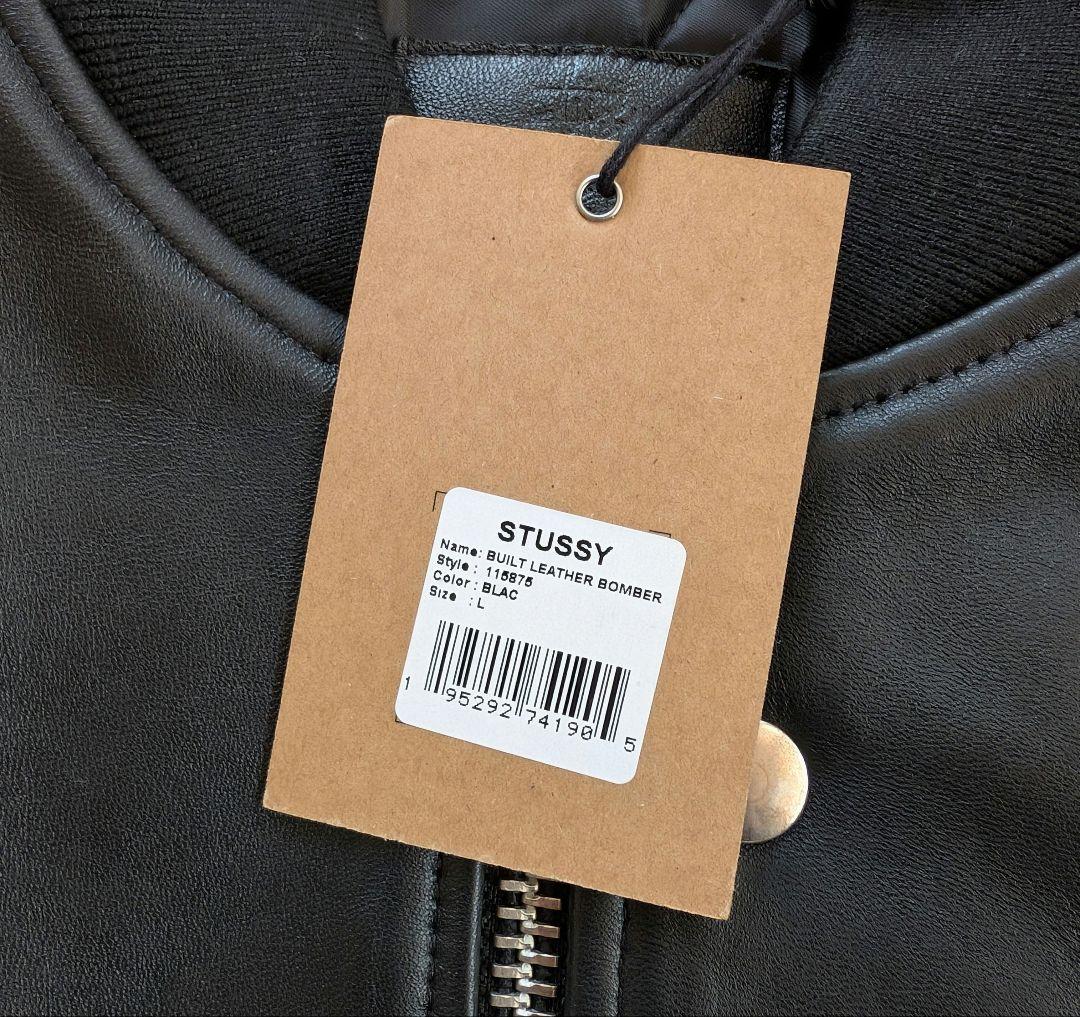 STUSSY
Name: BUILT LEATHER BOMBER
Style : 115875
Color : BLAC
Size : L
1 95292 74190 5